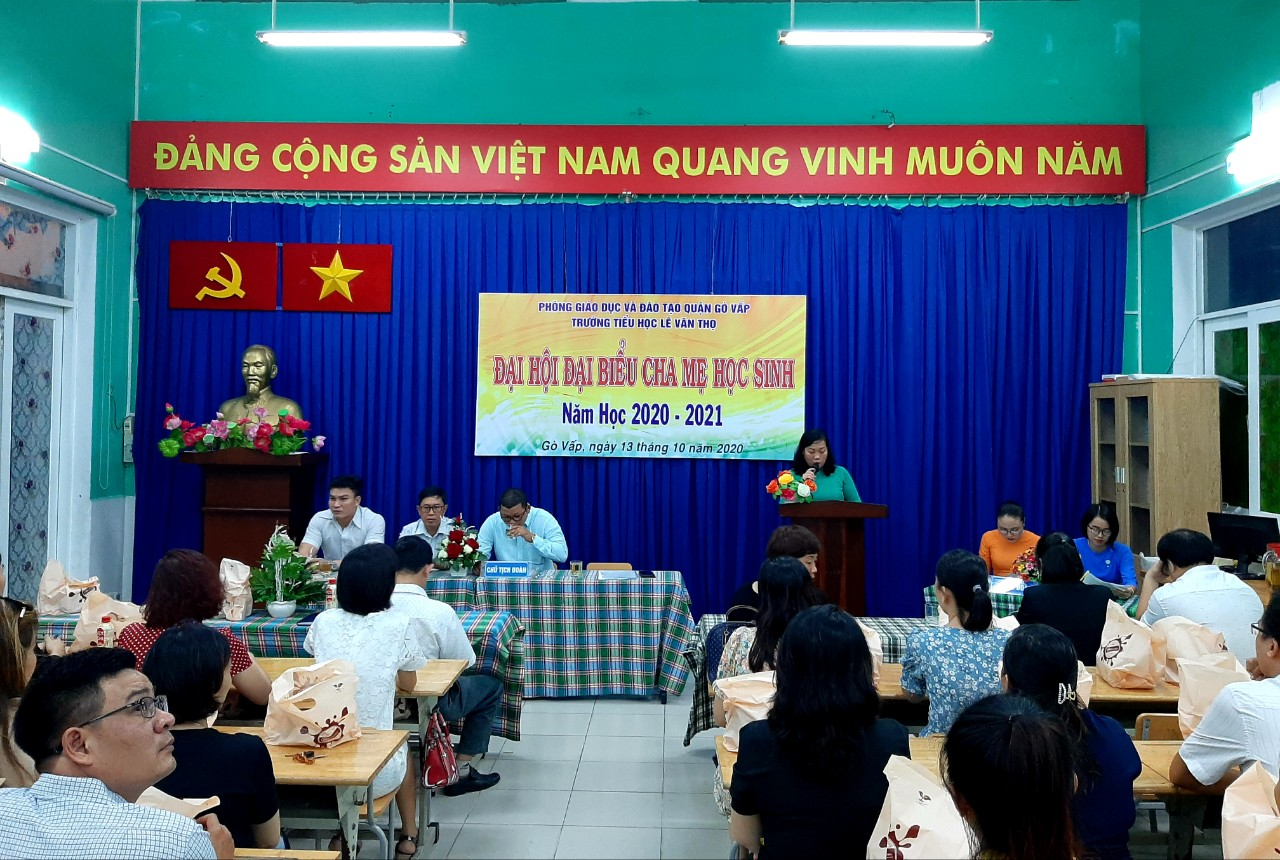 ĐẢNG CỘNG SẢN VIỆT NAM QUANG VINH MUÔN NĂM
PHÒNG GIÁO DỤC VÀ ĐÀO TẠO QUẬN GÒ VẤP
TRƯỜNG TIỂU HỌC LÊ VĂN THỌ
ĐẠI HỘI ĐẠI BIỂU CHA MẸ HỌC SINH
Năm Học 2020 - 2021
Gò Vấp, ngày 13 tháng 10 năm 2020
CHỦ TỊCH ĐOÀN